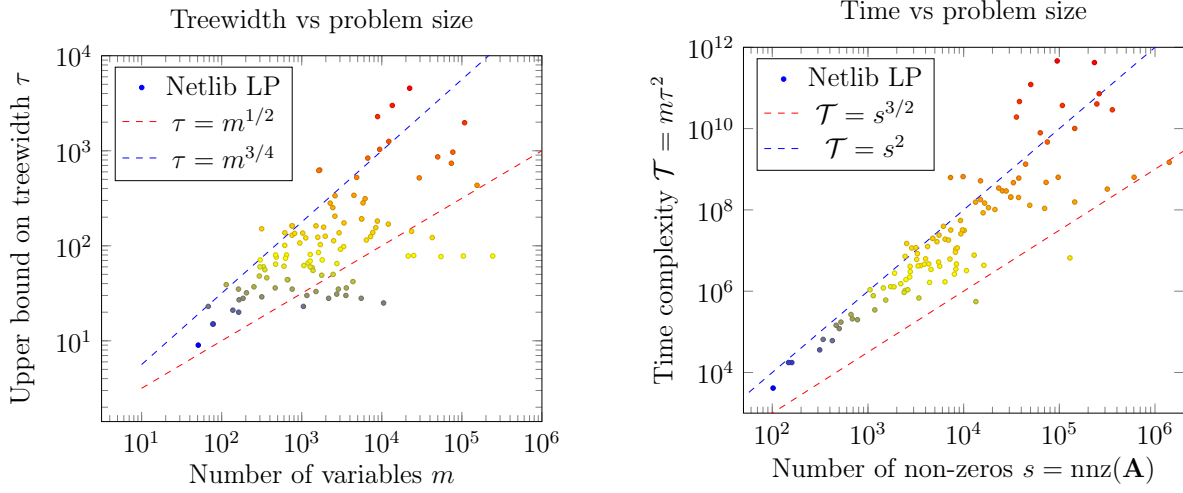 Treewidth vs problem size
Upper bound on treewidth τ
10^4
10^3
10^2
10^1
Netlib LP
τ = m^{1/2}
τ = m^{3/4}
10^1 10^2 10^3 10^4 10^5 10^6
Number of variables m
Time vs problem size
Time complexity 𝒯 = mτ^2
10^12
10^10
10^8
10^6
10^4
Netlib LP
𝒯 = s^{3/2}
𝒯 = s^2
10^2 10^3 10^4 10^5 10^6
Number of non-zeros s = nnz(A)